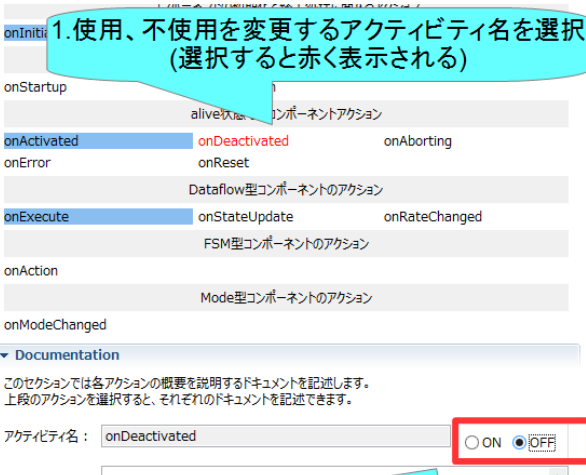 1.使用、不使用を変更するアクティビティ名を選択
(選択すると赤く表示される)
onStartup
コンポーネントアクション
onActivated onDeactivated onAborting
onError onReset
Dataflow型コンポーネントのアクション
onExecute onStateUpdate onRateChanged
FSM型コンポーネントのアクション
onAction
Mode型コンポーネントのアクション
onModeChanged
Documentation
このセクションでは各アクションの概要を説明するドキュメントを記述します。
上段のアクションを選択すると、それぞれのドキュメントを記述できます。
アクティビティ名： onDeactivated ON OFF